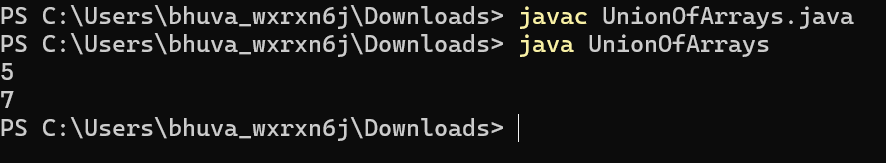 PS C:\Users\bhuva_wxrxn6j\Downloads> javac UnionOfArrays.java
PS C:\Users\bhuva_wxrxn6j\Downloads> java UnionOfArrays
5
7
PS C:\Users\bhuva_wxrxn6j\Downloads>